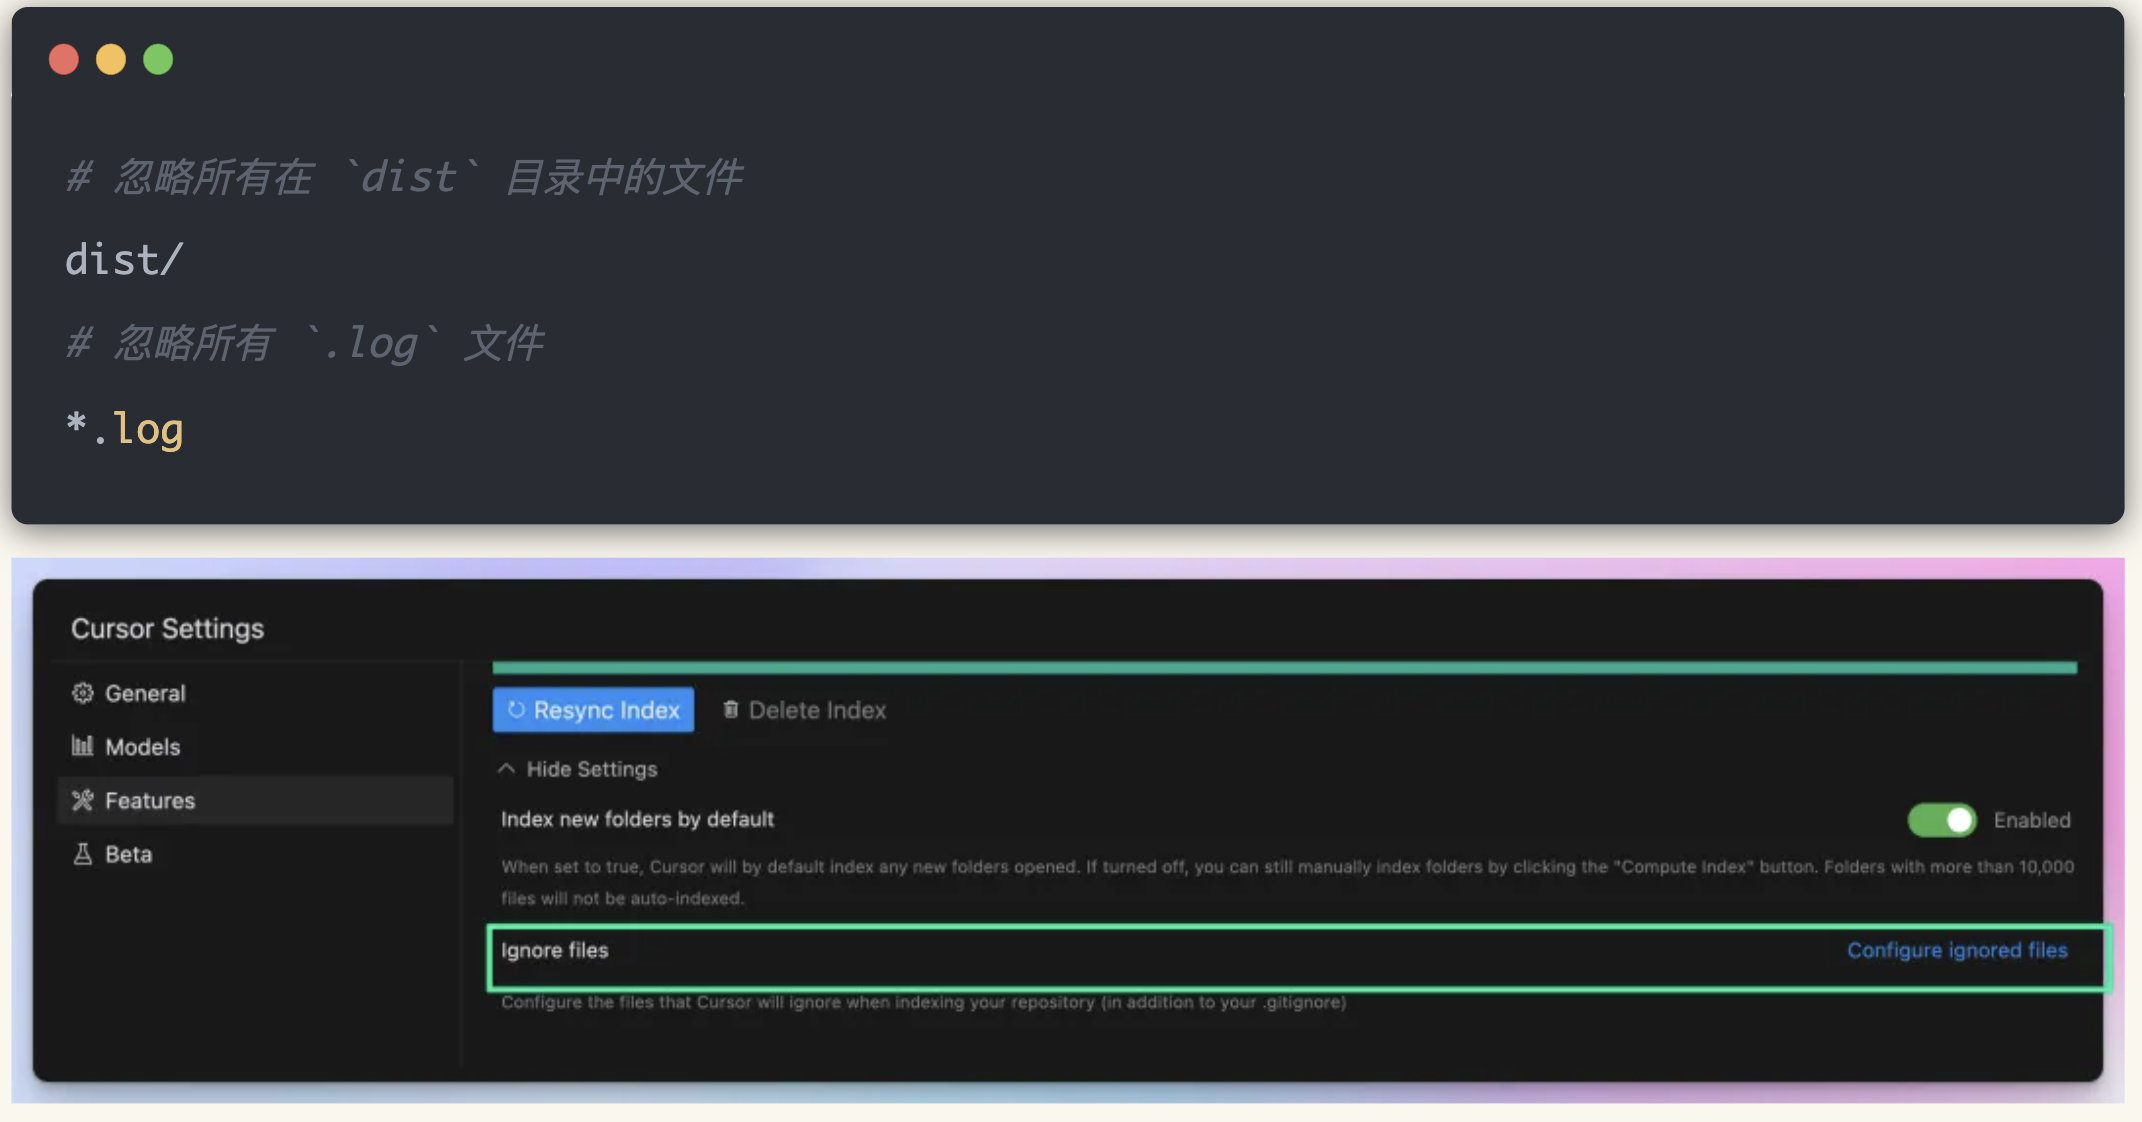 # 忽略所有在 `dist` 目录中的文件
dist/
# 忽略所有 `.log` 文件
*.log
Cursor Settings
General
Models
Features
Beta
Resync Index
Delete Index
Hide Settings
Index new folders by default
Enabled
When set to true, Cursor will by default index any new folders opened. If turned off, you can still manually index folders by clicking the "Compute Index" button. Folders with more than 10,000
files will not be auto-indexed.
Ignore files
Configure ignored files
Configure the files that Cursor will ignore when indexing your repository (in addition to your .gitignore)